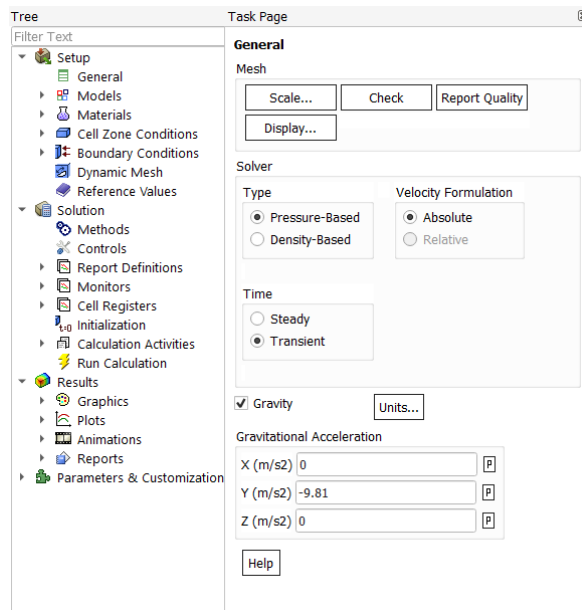 Tree
Filter Text
Setup
General
Models
Materials
Cell Zone Conditions
Boundary Conditions
Dynamic Mesh
Reference Values
Solution
Methods
Controls
Report Definitions
Monitors
Cell Registers
t=0 Initialization
Calculation Activities
Run Calculation
Results
Graphics
Plots
Animations
Reports
Parameters & Customization
Task Page
General
Mesh
Scale... Check Report Quality
Display...
Solver
Type Velocity Formulation
Pressure-Based Absolute
Density-Based Relative
Time
Steady
Transient
Gravity Units...
Gravitational Acceleration
X (m/s2) 0 P
Y (m/s2) -9.81 P
Z (m/s2) 0 P
Help